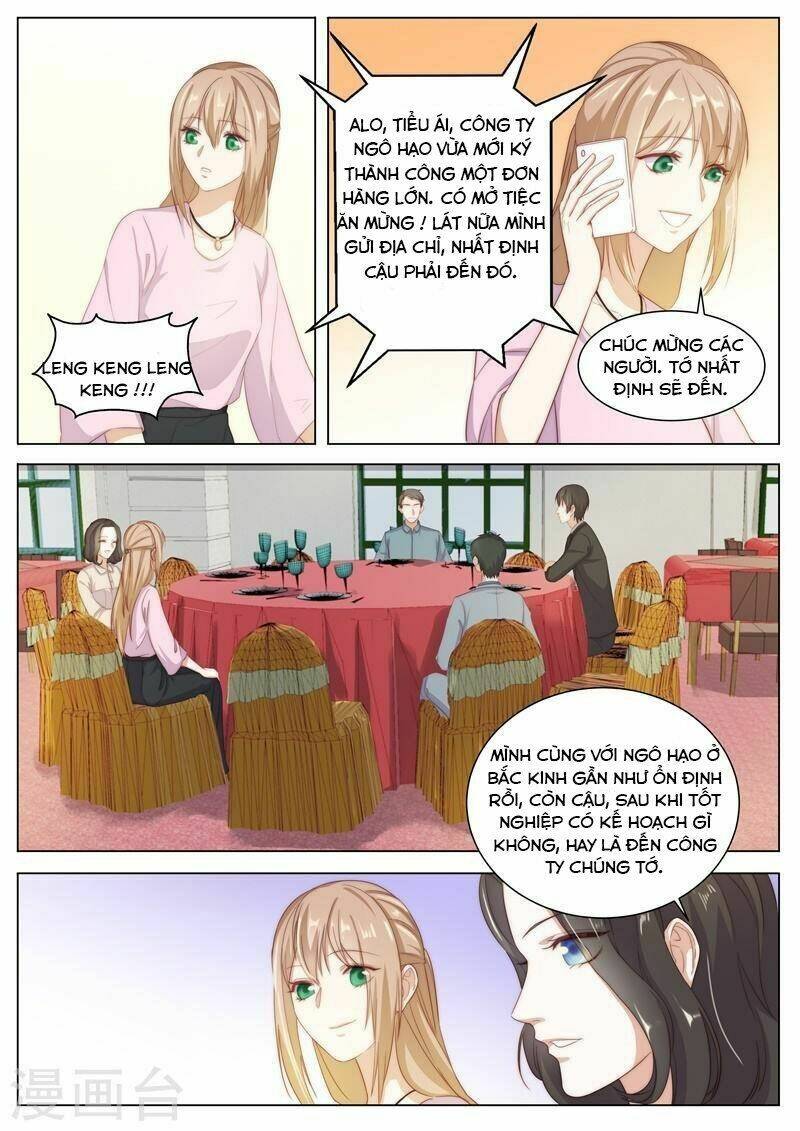 LENG KENG LENG
KENG !!!
ALO, TIỂU ÁI, CÔNG TY
NGÔ HẠO VỪA MỚI KÝ
THÀNH CÔNG MỘT ĐƠN
HÀNG LỚN. CÓ MỞ TIỆC
ĂN MỪNG ! LÁT NỮA MÌNH
GỬI ĐỊA CHỈ, NHẤT ĐỊNH
CẬU PHẢI ĐẾN ĐÓ.
CHÚC MỪNG CÁC
NGƯỜI. TỚ NHẤT
ĐỊNH SẼ ĐẾN.
MÌNH CÙNG VỚI NGÔ HẠO Ở
BẮC KINH GẦN NHƯ ỔN ĐỊNH
RỒI, CÒN CẬU, SAU KHI TỐT
NGHIỆP CÓ KẾ HOẠCH GÌ
KHÔNG, HAY LÀ ĐẾN CÔNG
TY CHÚNG TỚ.
漫画台